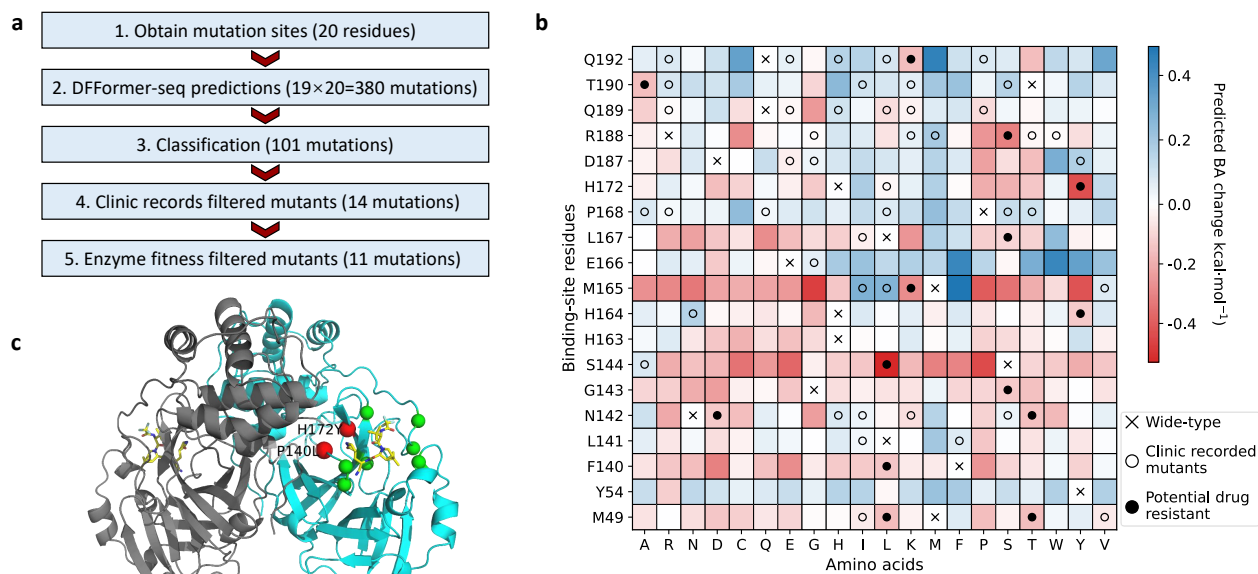 a
1. Obtain mutation sites (20 residues)
2. DFFormer-seq predictions (19×20=380 mutations)
3. Classification (101 mutations)
4. Clinic records filtered mutants (14 mutations)
5. Enzyme fitness filtered mutants (11 mutations)
c
H172Y
P140L
b
Binding-site residues
Q192
T190
Q189
R188
D187
H172
P168
L167
E166
M165
H164
H163
S144
G143
N142
L141
F140
Y54
M49
A R N D C Q E G H I L K M F P S T W Y V
Amino acids
0.4
0.2
0.0
-0.2
-0.4
Predicted BA change kcal·mol⁻¹
Wide-type
Clinic recorded
mutants
Potential drug
resistant